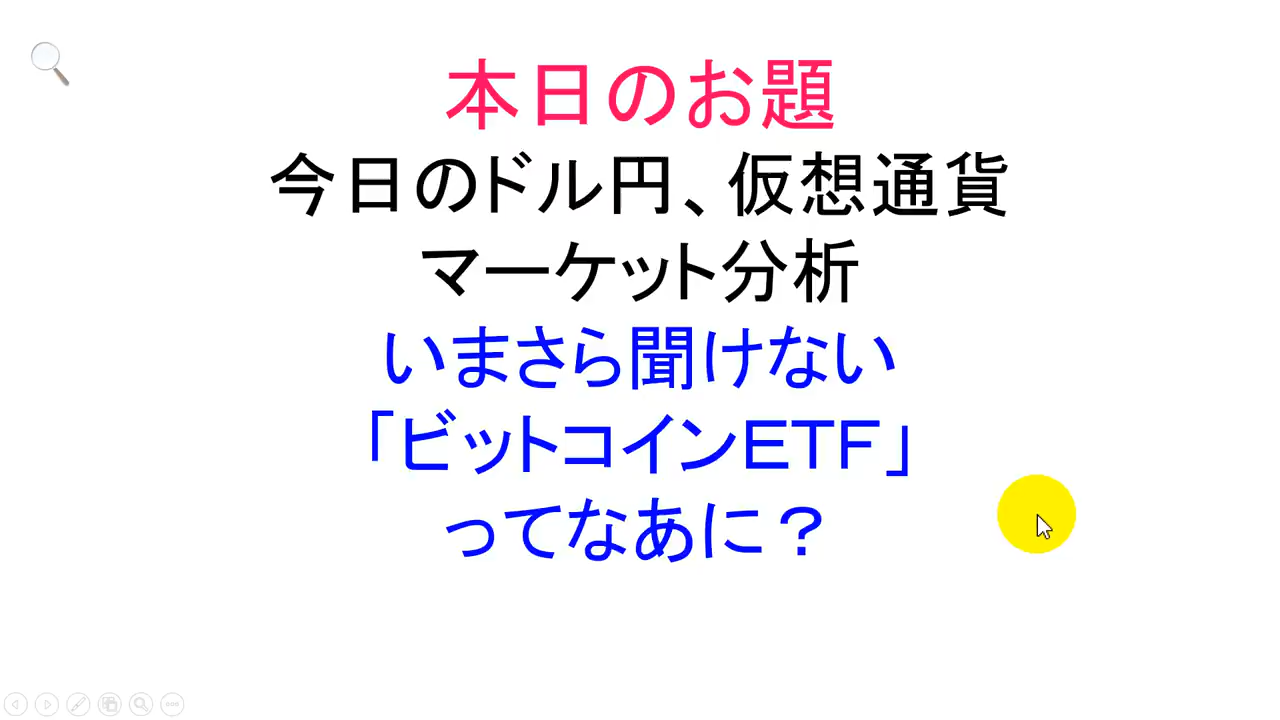 本日のお題
今日のドル円、仮想通貨
マーケット分析
いまさら聞けない
「ビットコインＥＴＦ」
ってなあに？